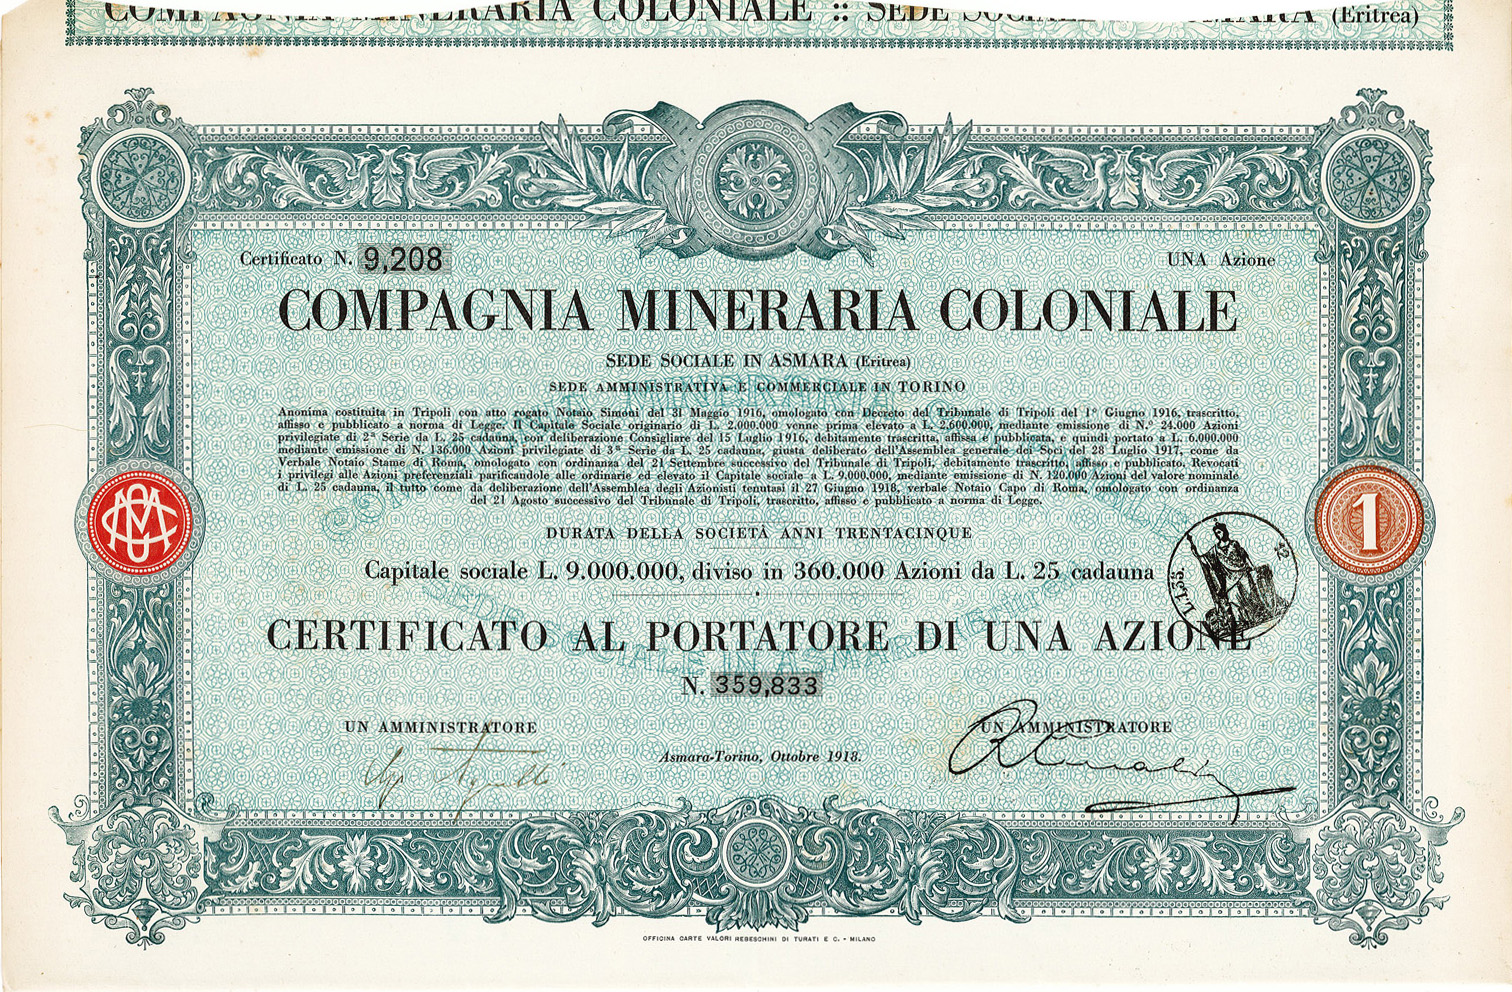 COMPAGNIA MINERARIA COLONIALE :: SEDE SOCIALE ASMARA (Eritrea)
Certificato N. 9,208
UNA Azione
COMPAGNIA MINERARIA COLONIALE
SEDE SOCIALE IN ASMARA (Eritrea)
SEDE AMMINISTRATIVA E COMMERCIALE IN TORINO
Anonima costituita in Tripoli con atto rogato Notaio Simoni del 31 Maggio 1916, omologato con Decreto del Tribunale di Tripoli del 1º Giugno 1916, trascritto,
affisso e pubblicato a norma di Legge. Il Capitale Sociale originario di L. 2.000.000 venne prima elevato a L. 2,600.000, mediante emissione di N.º 24.000 Azioni
privilegiate di 2ª Serie da L. 25 cadauna, con deliberazione Consigliare del 15 Luglio 1916, debitamente trascritta, affissa e pubblicata, e quindi portato a L. 6.000.000
mediante emissione di N. 136.000 Azioni privilegiate di 3ª Serie da L. 25 cadauna, giusta deliberato dell'Assemblea generale dei Soci del 28 Luglio 1917, come da
Verbale Notaio Stame di Roma, omologato con ordinanza del 21 Settembre successivo del Tribunale di Tripoli, debitamente trascritto, affisso e pubblicato. Revocati
i privilegi alle Azioni preferenziali parificandole alle ordinarie ed elevato il Capitale sociale a L. 9.000.000, mediante emissione di N. 120.000 Azioni del valore nominale
di L. 25 cadauna, il tutto come da deliberazione dell'Assemblea degli Azionisti tenutasi il 27 Giugno 1918, verbale Notaio Capo di Roma, omologato con ordinanza
del 21 Agosto successivo del Tribunale di Tripoli, trascritto, affisso e pubblicato a norma di Legge.
DURATA DELLA SOCIETÀ ANNI TRENTACINQUE
Capitale sociale L. 9.000.000, diviso in 360.000 Azioni da L. 25 cadauna
CERTIFICATO AL PORTATORE DI UNA AZIONE
N. 359,833
UN AMMINISTRATORE
UN AMMINISTRATORE
Asmara-Torino, Ottobre 1918.
1
OFFICINA CARTE VALORI REBESCHINI DI TURATI E C. - MILANO